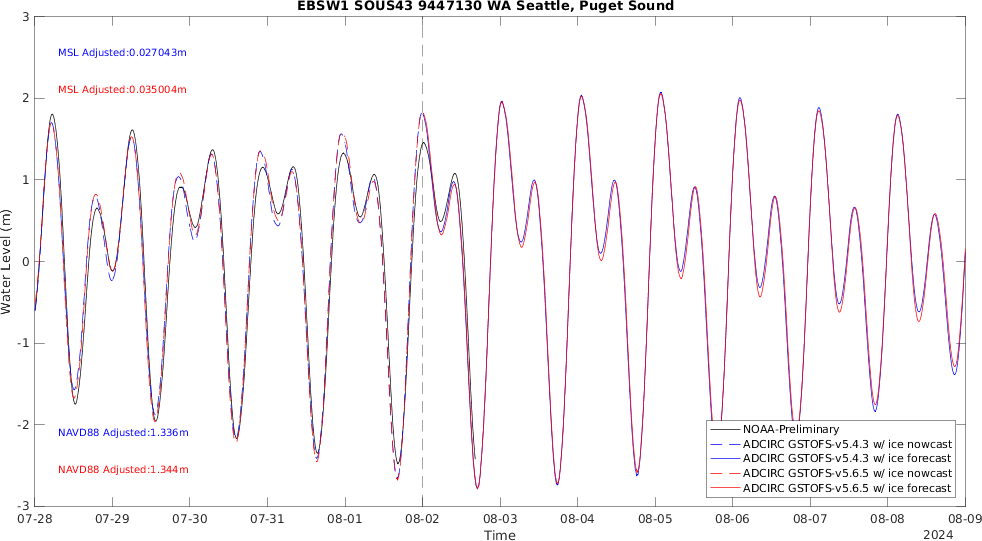 EBSW1 SOUS43 9447130 WA Seattle, Puget Sound
3
2
1
0
-1
-2
-3
Water Level (m)
MSL Adjusted:0.027043m
MSL Adjusted:0.035004m
NAVD88 Adjusted:1.336m
NAVD88 Adjusted:1.344m
NOAA-Preliminary
ADCIRC GSTOFS-v5.4.3 w/ ice nowcast
ADCIRC GSTOFS-v5.4.3 w/ ice forecast
ADCIRC GSTOFS-v5.6.5 w/ ice nowcast
ADCIRC GSTOFS-v5.6.5 w/ ice forecast
07-28 07-29 07-30 07-31 08-01 08-02 08-03 08-04 08-05 08-06 08-07 08-08 08-09
Time
2024